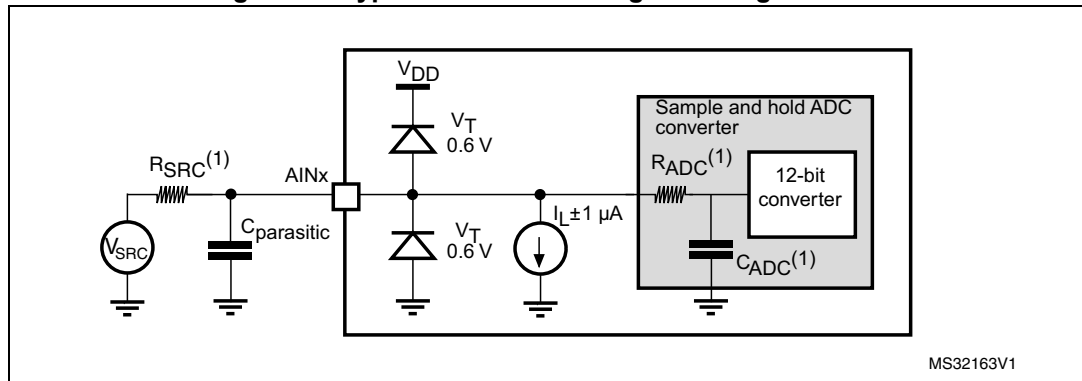 V_DD
V_T
0.6 V
Sample and hold ADC
converter
R_SRC(1)
AINx
R_ADC(1)
12-bit
converter
I_L±1 µA
C_parasitic
V_T
0.6 V
V_SRC
C_ADC(1)
MS32163V1